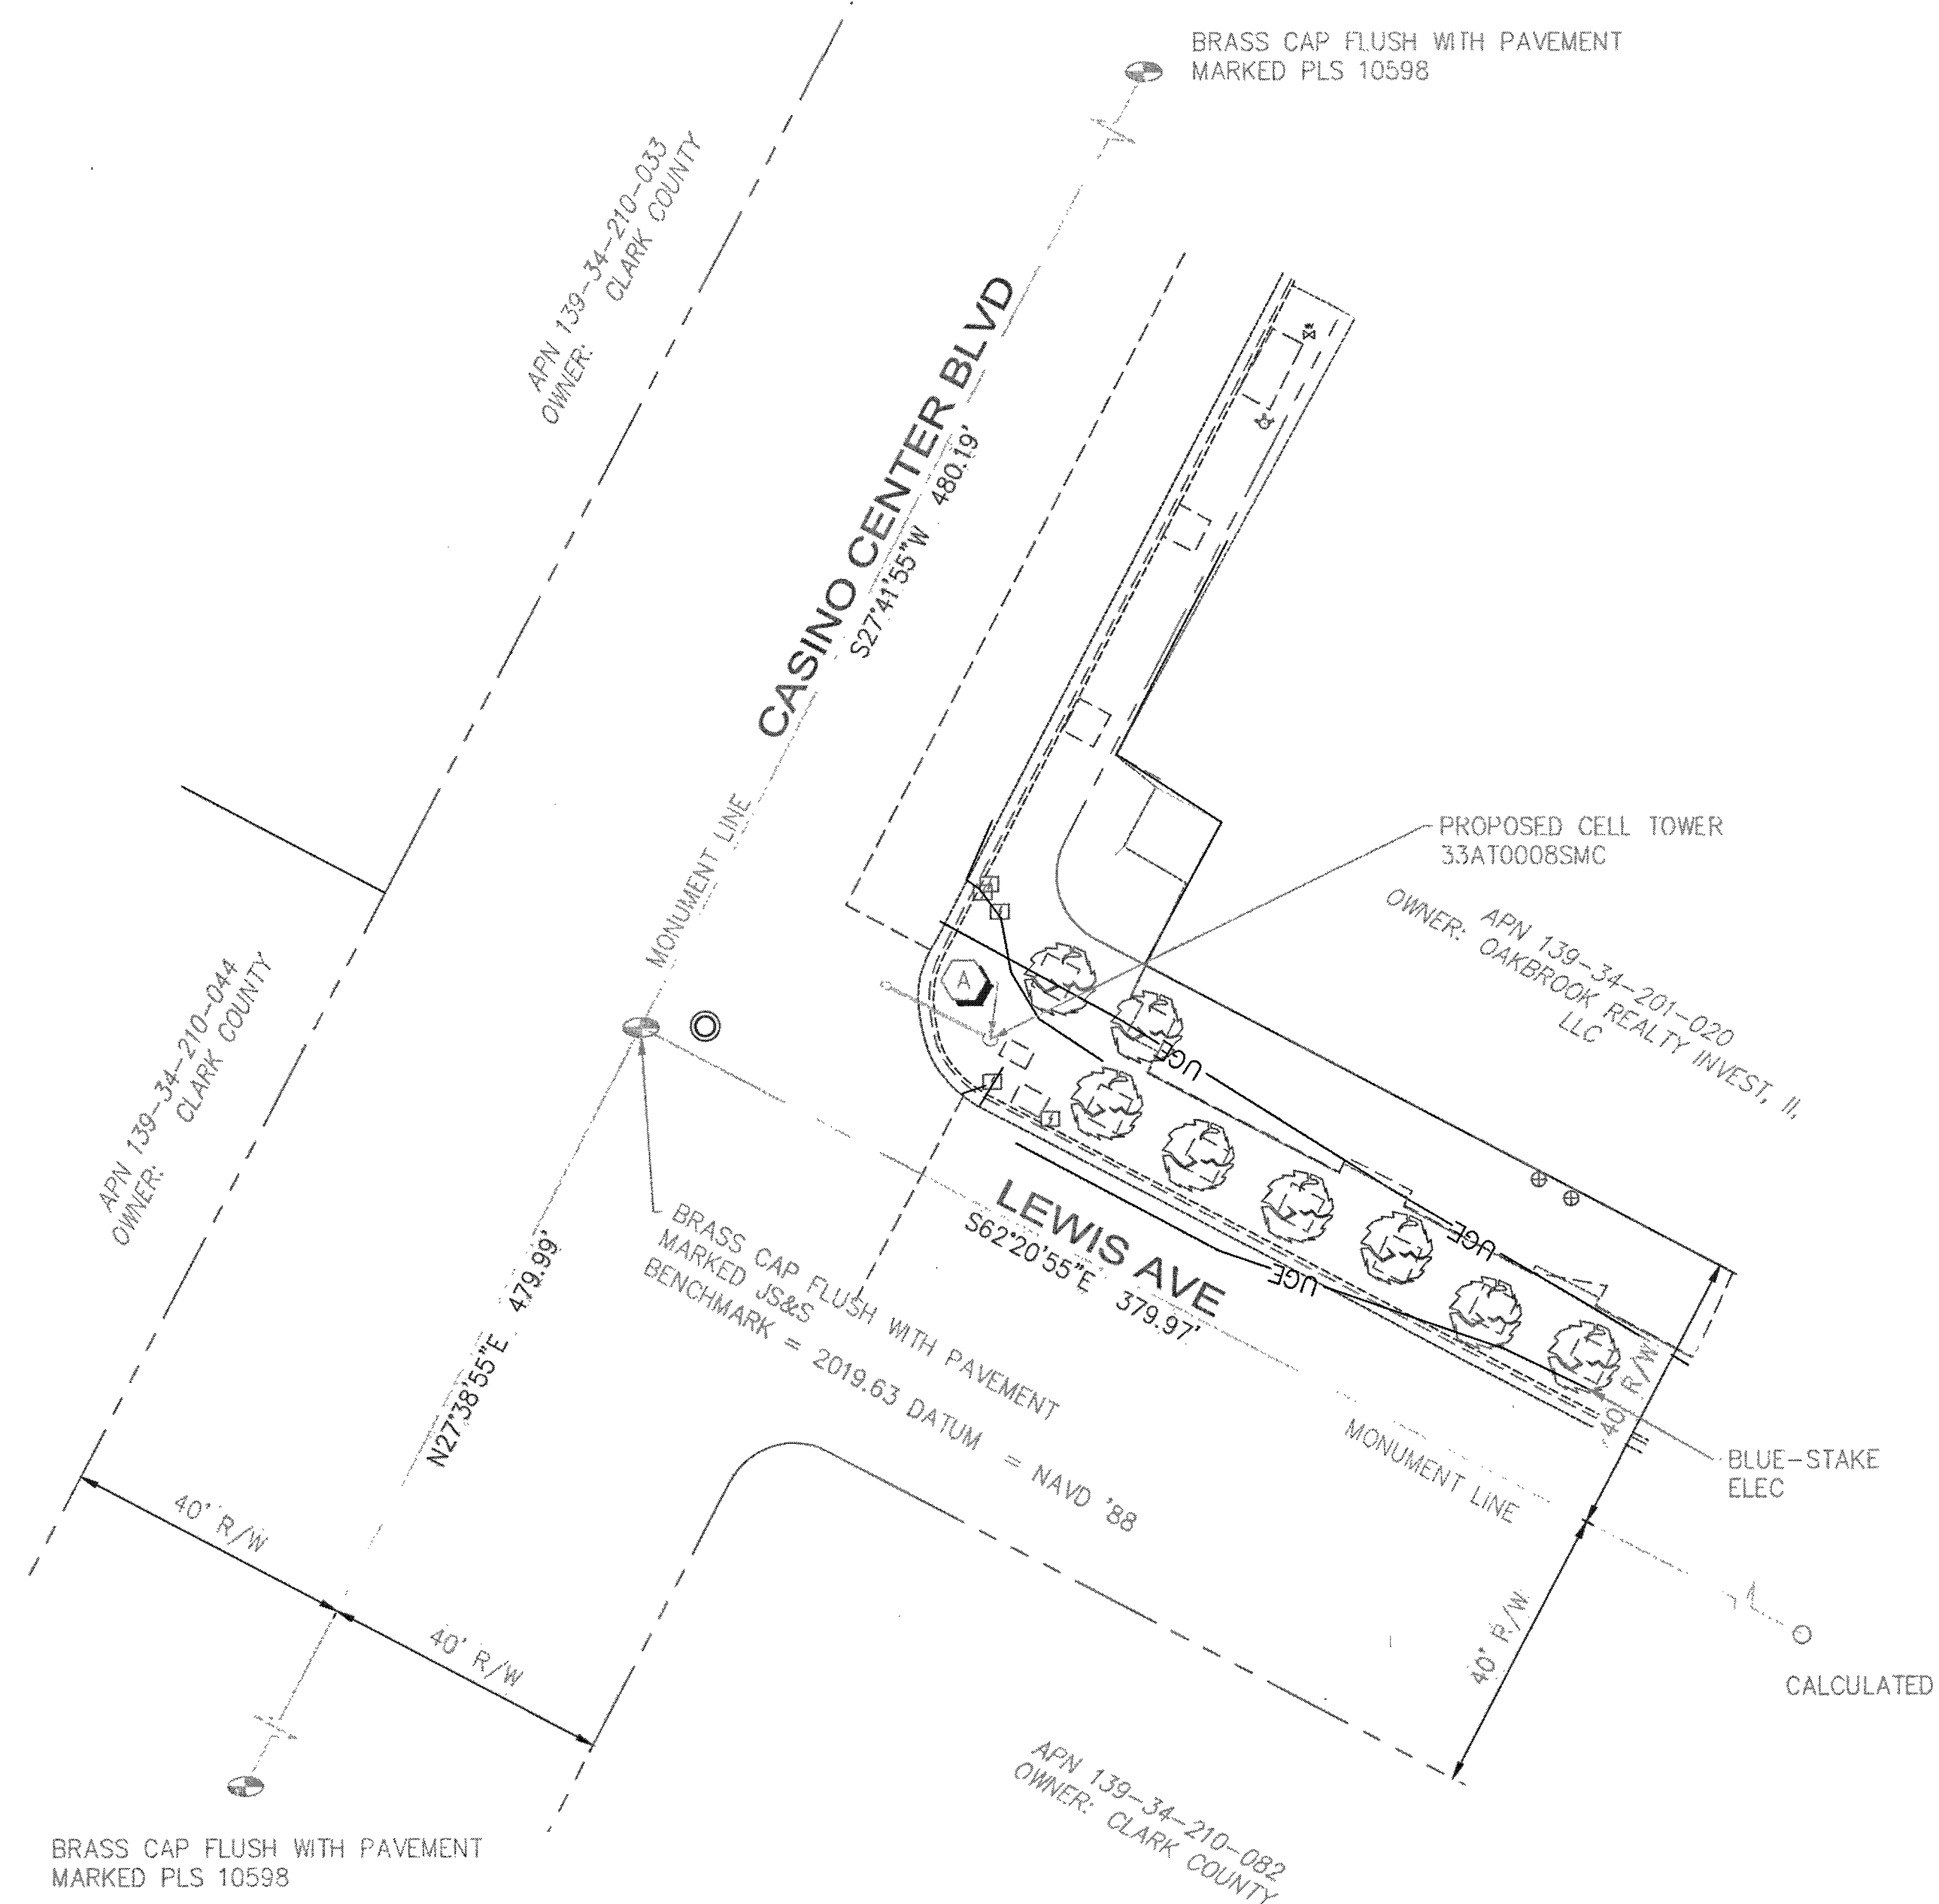 BRASS CAP FLUSH WITH PAVEMENT
MARKED PLS 10598
APN 139-34-210-033
OWNER: CLARK COUNTY
CASINO CENTER BLVD
S27°41'55"W 480.19'
MONUMENT LINE
PROPOSED CELL TOWER
33AT0008SMC
APN 139-34-201-020
OWNER: OAKBROOK REALTY INVEST, II,
LLC
A
UGE
UGE
UGE
APN 139-34-210-044
OWNER: CLARK COUNTY
LEWIS AVE
S62°20'55"E 379.97'
BRASS CAP FLUSH WITH PAVEMENT
MARKED JS&S
BENCHMARK = 2019.63 DATUM = NAVD '88
N27°38'55"E 479.99'
MONUMENT LINE
40' R/W
BLUE-STAKE
ELEC
40' R/W
40' R/W
40' R/W
CALCULATED
APN 139-34-210-082
OWNER: CLARK COUNTY
BRASS CAP FLUSH WITH PAVEMENT
MARKED PLS 10598